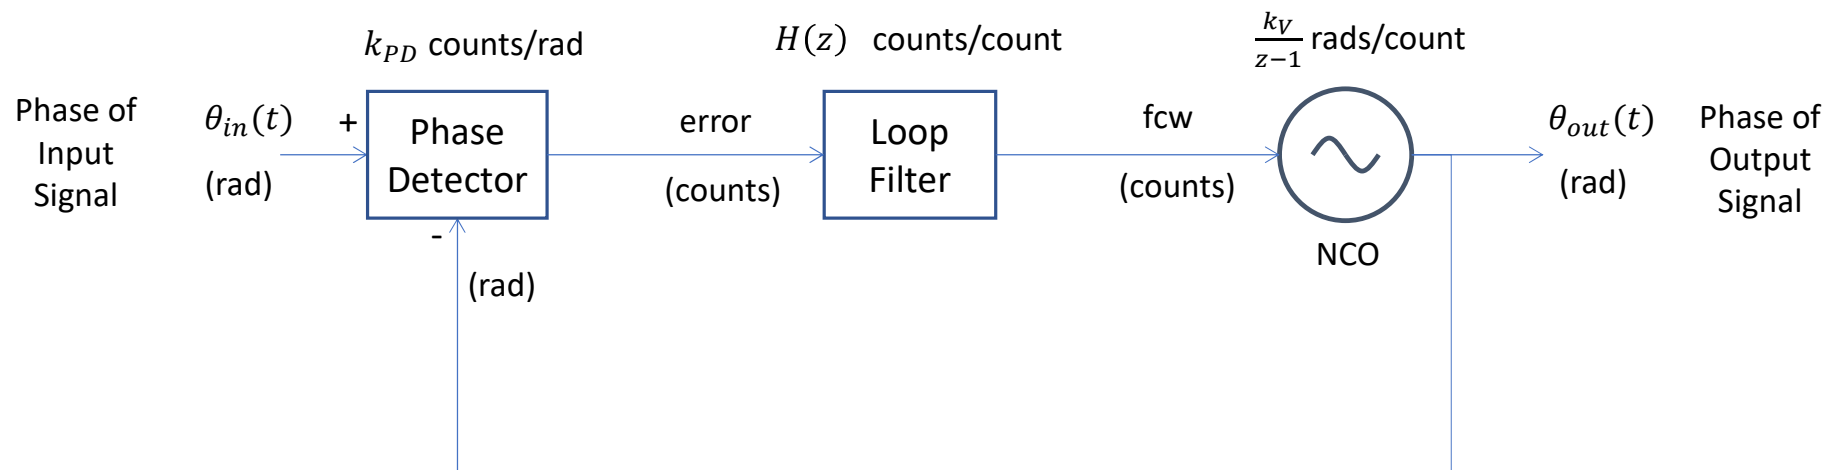 k_PD counts/rad
H(z) counts/count
k_V/(z−1) rads/count
Phase of
Input
Signal
θ_in(t)
+
(rad)
Phase
Detector
-
(rad)
error
(counts)
Loop
Filter
fcw
(counts)
NCO
θ_out(t)
(rad)
Phase of
Output
Signal